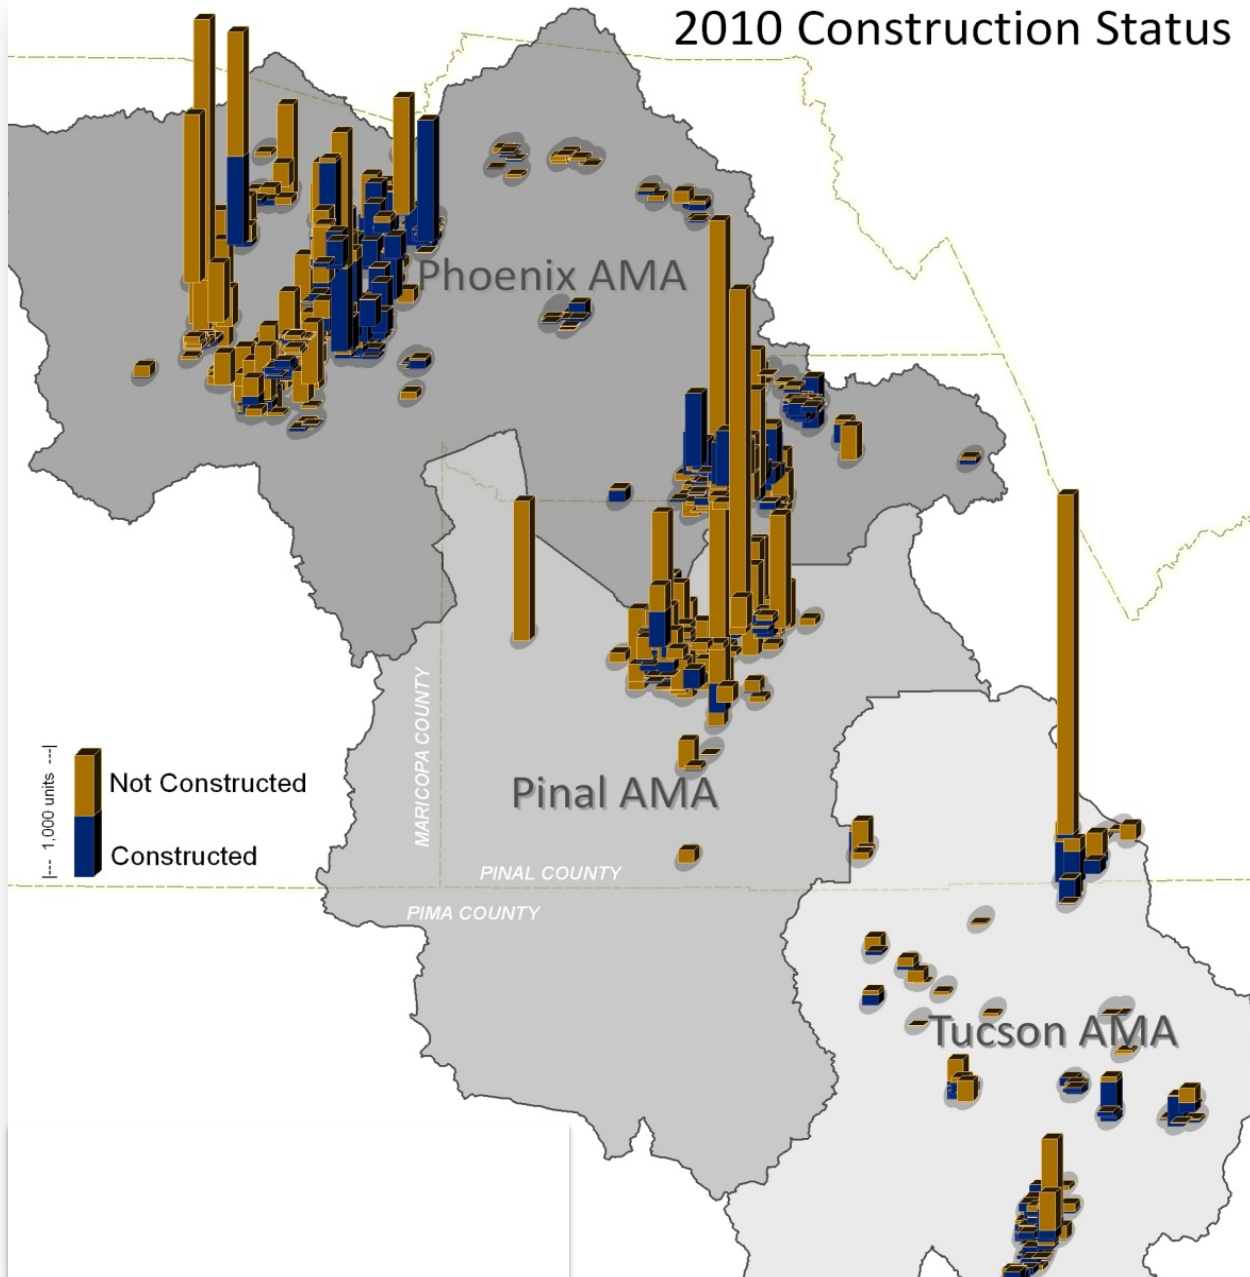 2010 Construction Status
Phoenix AMA
MARICOPA COUNTY
|--- 1,000 units ---|
Not Constructed
Constructed
Pinal AMA
PINAL COUNTY
PIMA COUNTY
Tucson AMA